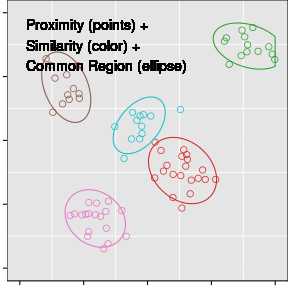 Proximity (points) +
Similarity (color) +
Common Region (ellipse)